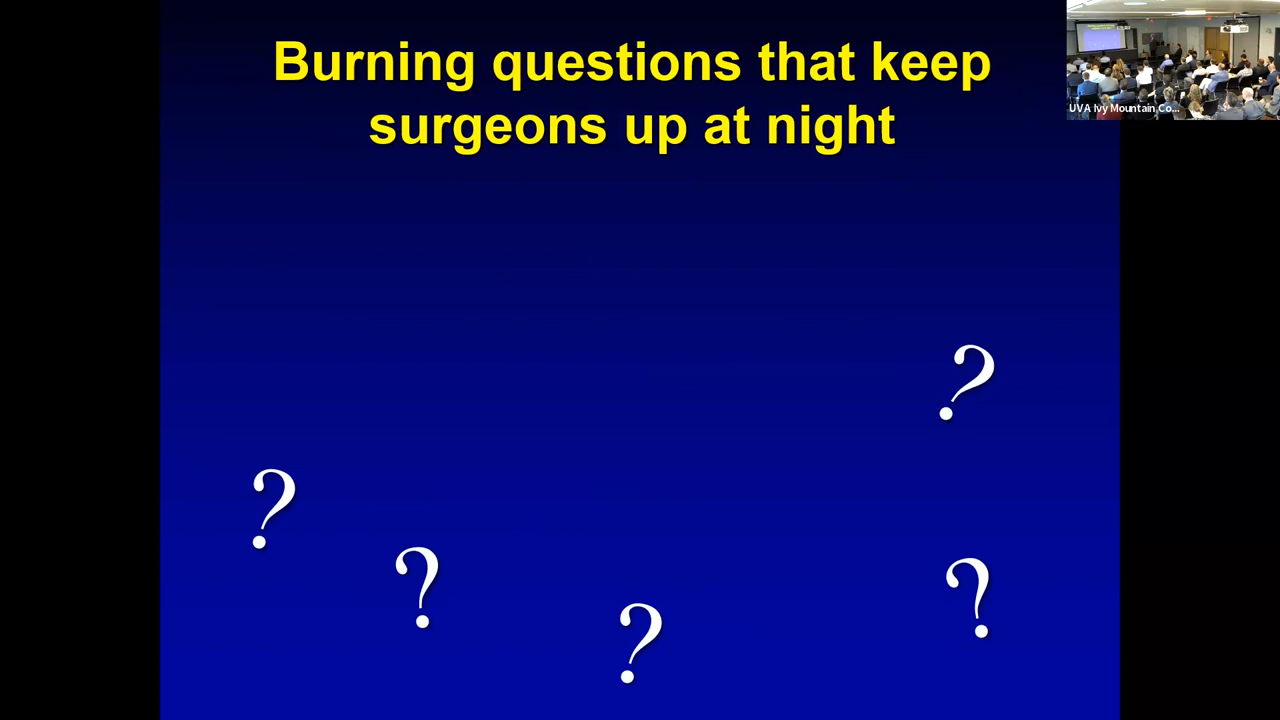 Burning questions that keep
surgeons up at night
UVA Ivy Mountain Co...
?
?
?
?
?